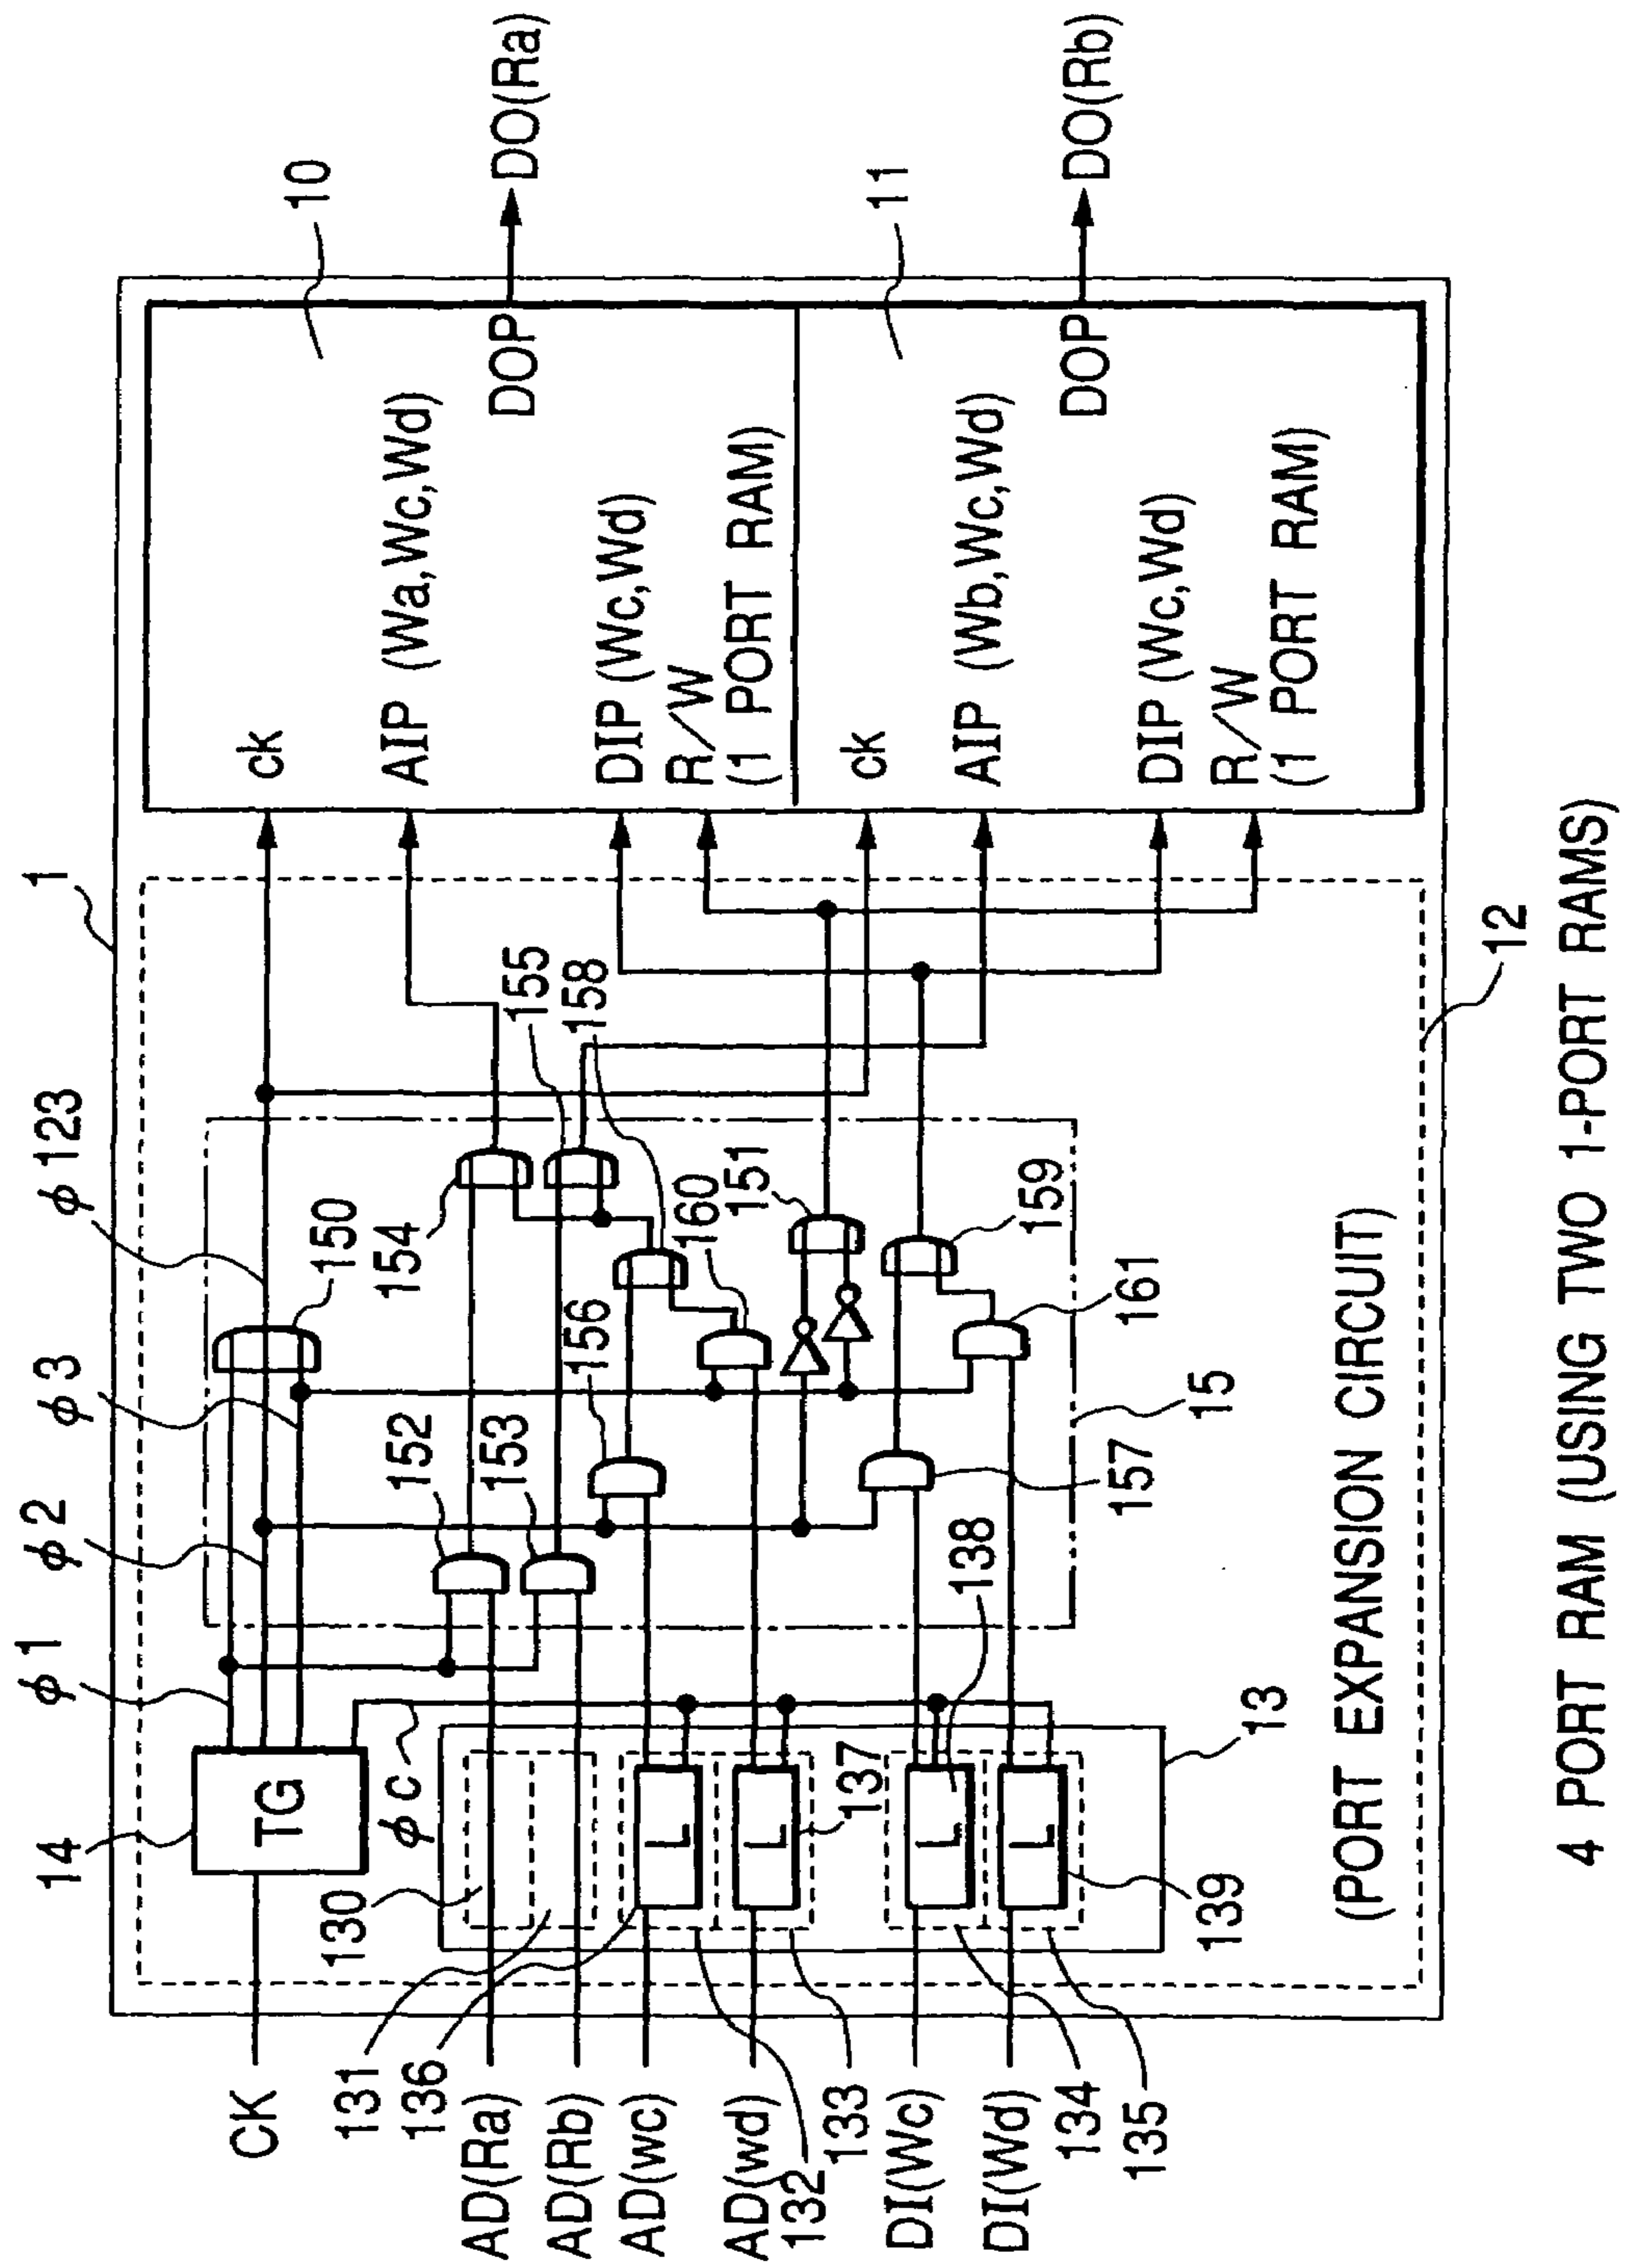 1
10
DO(Ra)
11
DO(Rb)
12
φ123
φ3
φ2
φ1
14
TG
CK
ck
AIP (Wa,Wc,Wd)
DOP
DIP (Wc,Wd)
R/W
(1 PORT RAM)
ck
AIP (Wb,Wc,Wd)
DOP
DIP (Wc,Wd)
R/W
(1 PORT RAM)
150
154
155
158
152
153
156
160
151
159
161
157
138
15
φc
130
131
136
L
L
137
L
L
139
13
AD(Ra)
AD(Rb)
AD(wc)
AD(wd)
132
133
DI(Wc)
DI(Wd)
134
135
(PORT EXPANSION CIRCUIT)
4 PORT RAM (USING TWO 1-PORT RAMS)